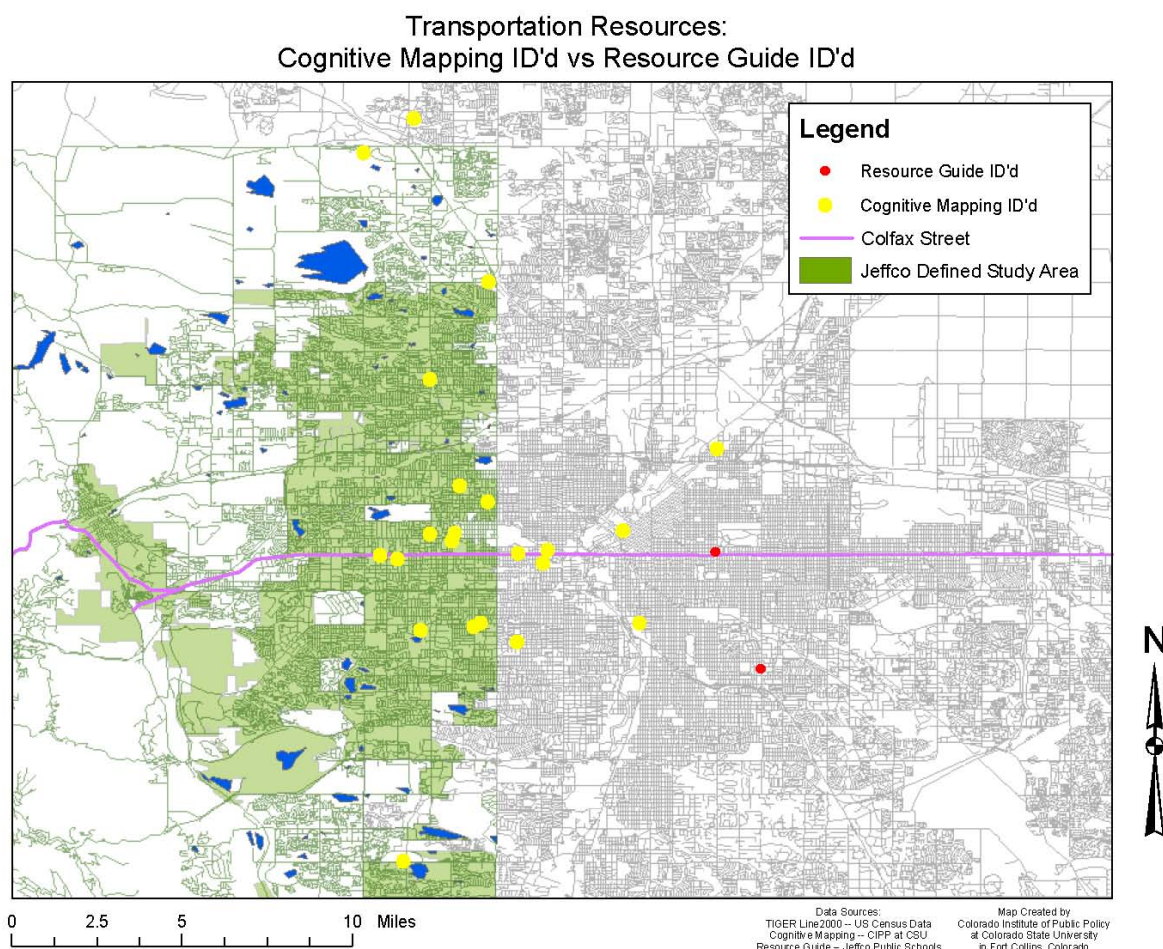 Transportation Resources:
Cognitive Mapping ID'd vs Resource Guide ID'd
Legend
Resource Guide ID'd
Cognitive Mapping ID'd
Colfax Street
Jeffco Defined Study Area
N
0 2.5 5 10 Miles
Data Sources:
TIGER Line2000 -- US Census Data
Cognitive Mapping -- CIPP at CSU
Resource Guide -- Jeffco Public Schools
Map Created by
Colorado Institute of Public Policy
at Colorado State University
in Fort Collins, Colorado